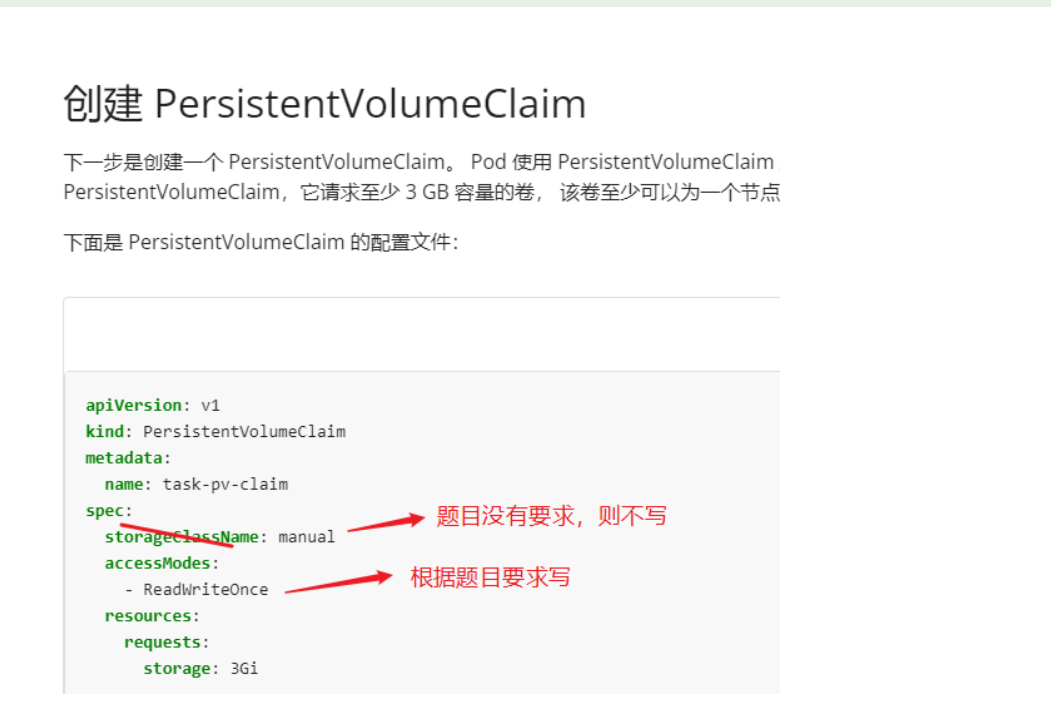 创建 PersistentVolumeClaim
下一步是创建一个 PersistentVolumeClaim。 Pod 使用 PersistentVolumeClaim
PersistentVolumeClaim，它请求至少 3 GB 容量的卷， 该卷至少可以为一个节点
下面是 PersistentVolumeClaim 的配置文件：
apiVersion: v1
kind: PersistentVolumeClaim
metadata:
  name: task-pv-claim
spec:
  storageClassName: manual
题目没有要求，则不写
  accessModes:
    - ReadWriteOnce
根据题目要求写
  resources:
    requests:
      storage: 3Gi